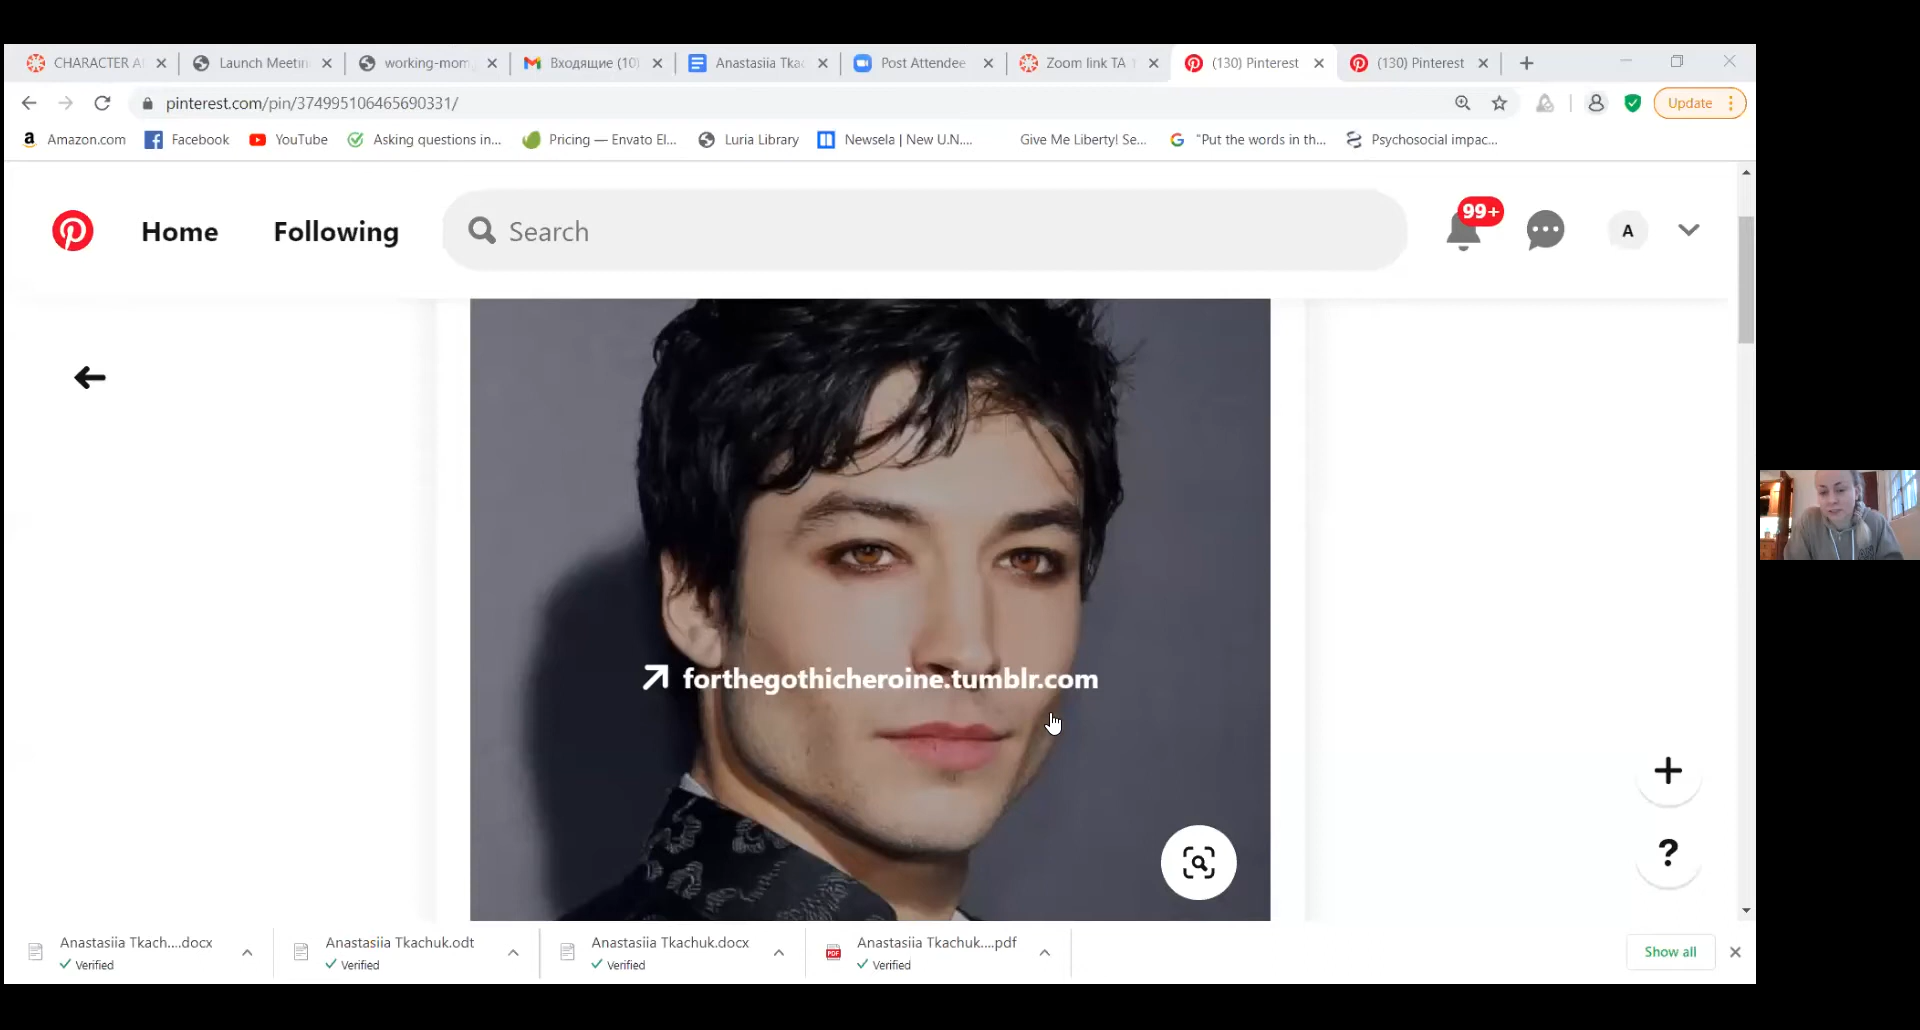 CHARACTER A
Launch Meetin
working-mom
Входящие (10)
Anastasiia Tkac
Post Attendee
Zoom link TA
(130) Pinterest
(130) Pinterest
pinterest.com/pin/374995106465690331/
Update
Amazon.com
Facebook
YouTube
Asking questions in...
Pricing — Envato El...
Luria Library
Newsela | New U.N....
Give Me Liberty! Se...
"Put the words in th...
Psychosocial impac...
Home
Following
Search
99+
A
forthegothicheroine.tumblr.com
+
?
Anastasiia Tkach....docx
Verified
Anastasiia Tkachuk.odt
Verified
Anastasiia Tkachuk.docx
Verified
PDF
Anastasiia Tkachuk....pdf
Verified
Show all